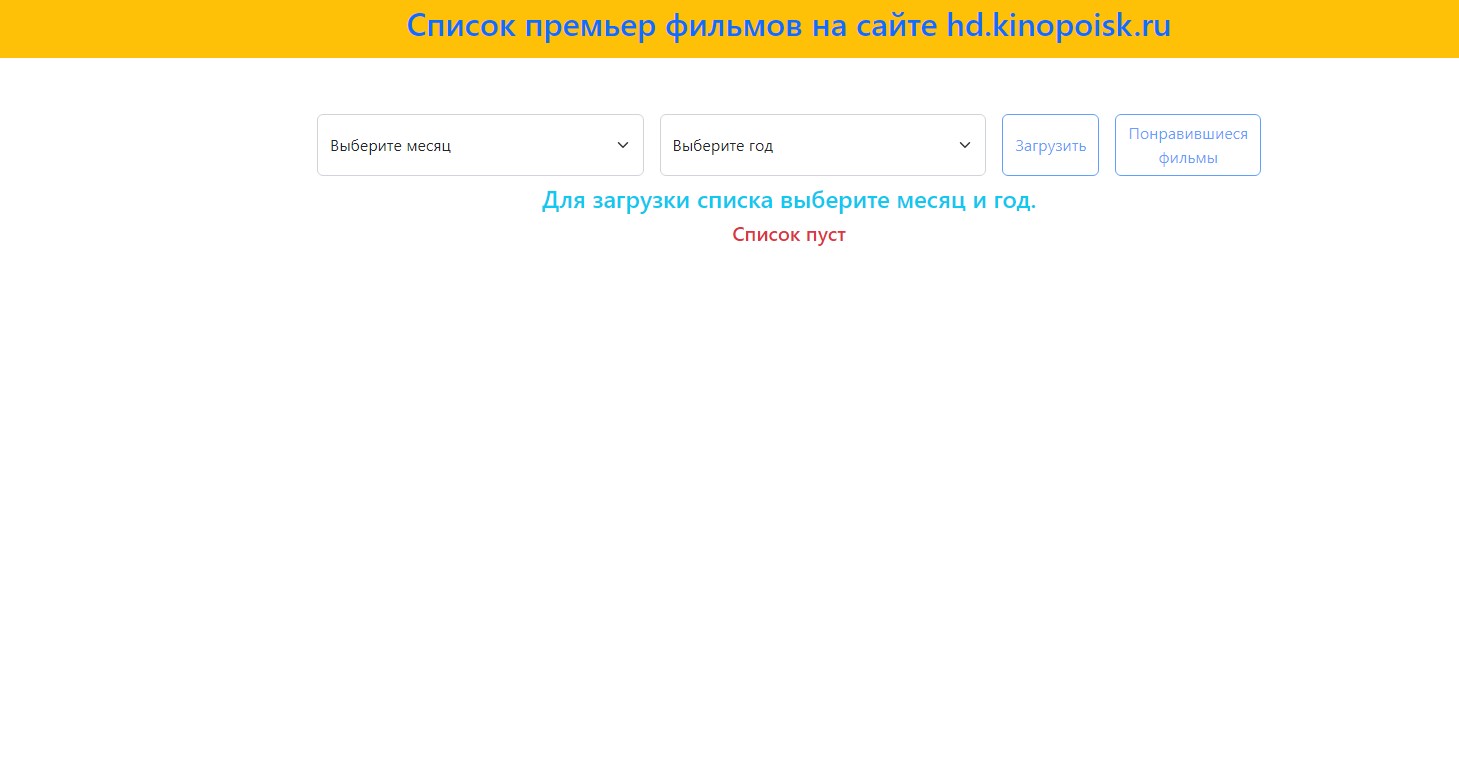 Список премьер фильмов на сайте hd.kinopoisk.ru
Выберите месяц
Выберите год
Загрузить
Понравившиеся
фильмы
Для загрузки списка выберите месяц и год.
Список пуст